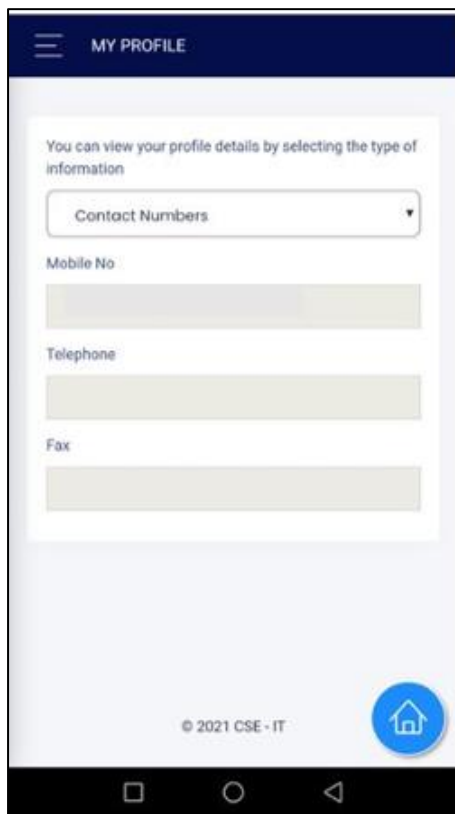 MY PROFILE
You can view your profile details by selecting the type of
information
Contact Numbers
Mobile No
Telephone
Fax
© 2021 CSE - IT